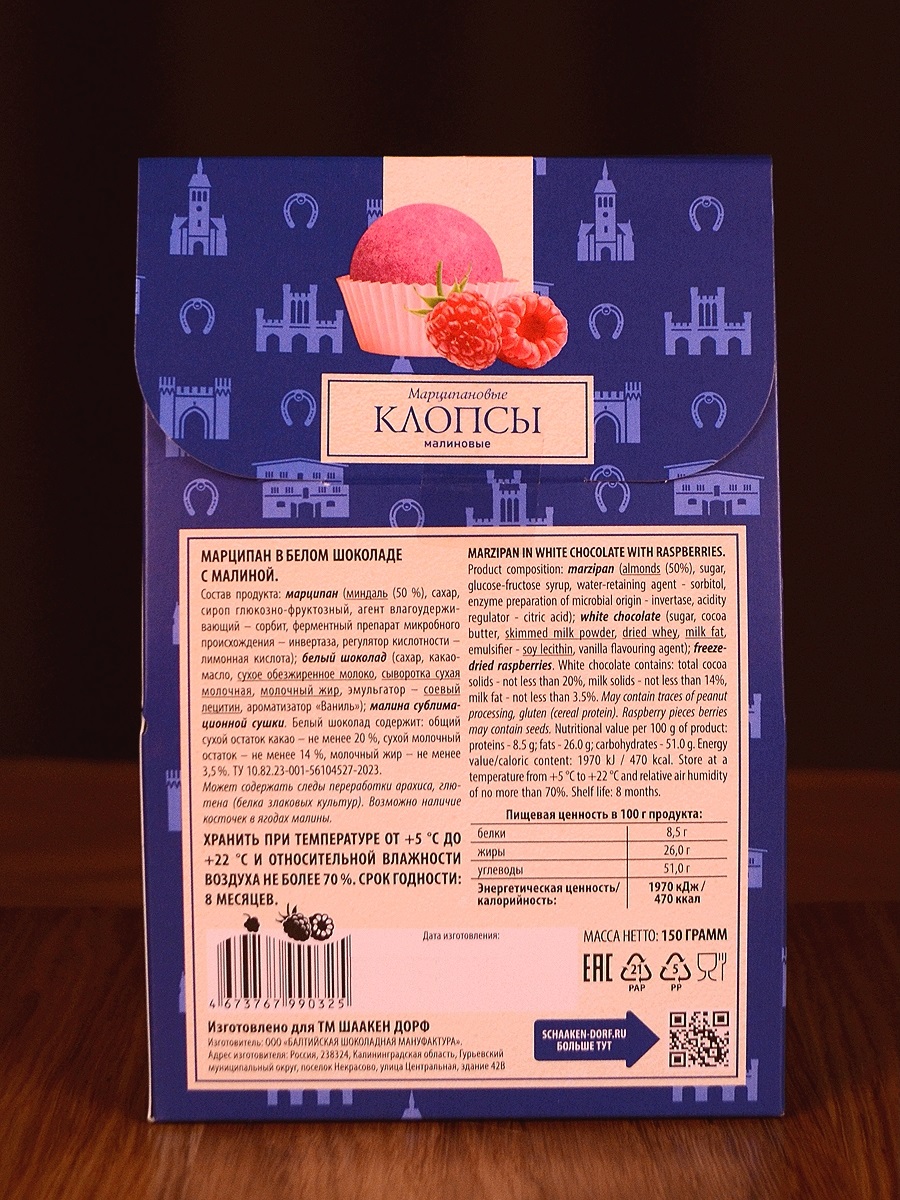 Марципановые
КЛОПСЫ
малиновые
МАРЦИПАН В БЕЛОМ ШОКОЛАДЕ
С МАЛИНОЙ.
Состав продукта: марципан (миндаль (50 %), сахар,
сироп глюкозно-фруктозный, агент влагоудержи-
вающий – сорбит, ферментный препарат микробного
происхождения – инвертаза, регулятор кислотности –
лимонная кислота); белый шоколад (сахар, какао-
масло, сухое обезжиренное молоко, сыворотка сухая
молочная, молочный жир, эмульгатор – соевый
лецитин, ароматизатор «Ваниль»); малина сублима-
ционной сушки. Белый шоколад содержит: общий
сухой остаток какао – не менее 20 %, сухой молочный
остаток – не менее 14 %, молочный жир – не менее
3,5 %. ТУ 10.82.23-001-56104527-2023.
Может содержать следы переработки арахиса, глю-
тена (белка злаковых культур). Возможно наличие
косточек в ягодах малины.
ХРАНИТЬ ПРИ ТЕМПЕРАТУРЕ ОТ +5 °C ДО
+22 °C И ОТНОСИТЕЛЬНОЙ ВЛАЖНОСТИ
ВОЗДУХА НЕ БОЛЕЕ 70 %. СРОК ГОДНОСТИ:
8 МЕСЯЦЕВ.
MARZIPAN IN WHITE CHOCOLATE WITH RASPBERRIES.
Product composition: marzipan (almonds (50%), sugar,
glucose-fructose syrup, water-retaining agent - sorbitol,
enzyme preparation of microbial origin - invertase, acidity
regulator - citric acid); white chocolate (sugar, cocoa
butter, skimmed milk powder, dried whey, milk fat,
emulsifier - soy lecithin, vanilla flavouring agent); freeze-
dried raspberries. White chocolate contains: total cocoa
solids - not less than 20%, milk solids - not less than 14%,
milk fat - not less than 3.5%. May contain traces of peanut
processing, gluten (cereal protein). Raspberry pieces berries
may contain seeds. Nutritional value per 100 g of product:
proteins - 8.5 g; fats - 26.0 g; carbohydrates - 51.0 g. Energy
value/caloric content: 1970 kJ / 470 kcal. Store at a
temperature from +5 °C to +22 °C and relative air humidity
of no more than 70%. Shelf life: 8 months.
Пищевая ценность в 100 г продукта:
белки 8,5 г
жиры 26,0 г
углеводы 51,0 г
Энергетическая ценность/ 1970 кДж /
калорийность: 470 ккал
Дата изготовления:
МАССА НЕТТО: 150 ГРАММ
EAC 21 5
PAP PP
4 673767 990325
Изготовлено для ТМ ШААКЕН ДОРФ
Изготовитель: ООО «БАЛТИЙСКАЯ ШОКОЛАДНАЯ МАНУФАКТУРА».
Адрес изготовителя: Россия, 238324, Калининградская область, Гурьевский
муниципальный округ, поселок Некрасово, улица Центральная, здание 42В
SCHAAKEN-DORF.RU
БОЛЬШЕ ТУТ